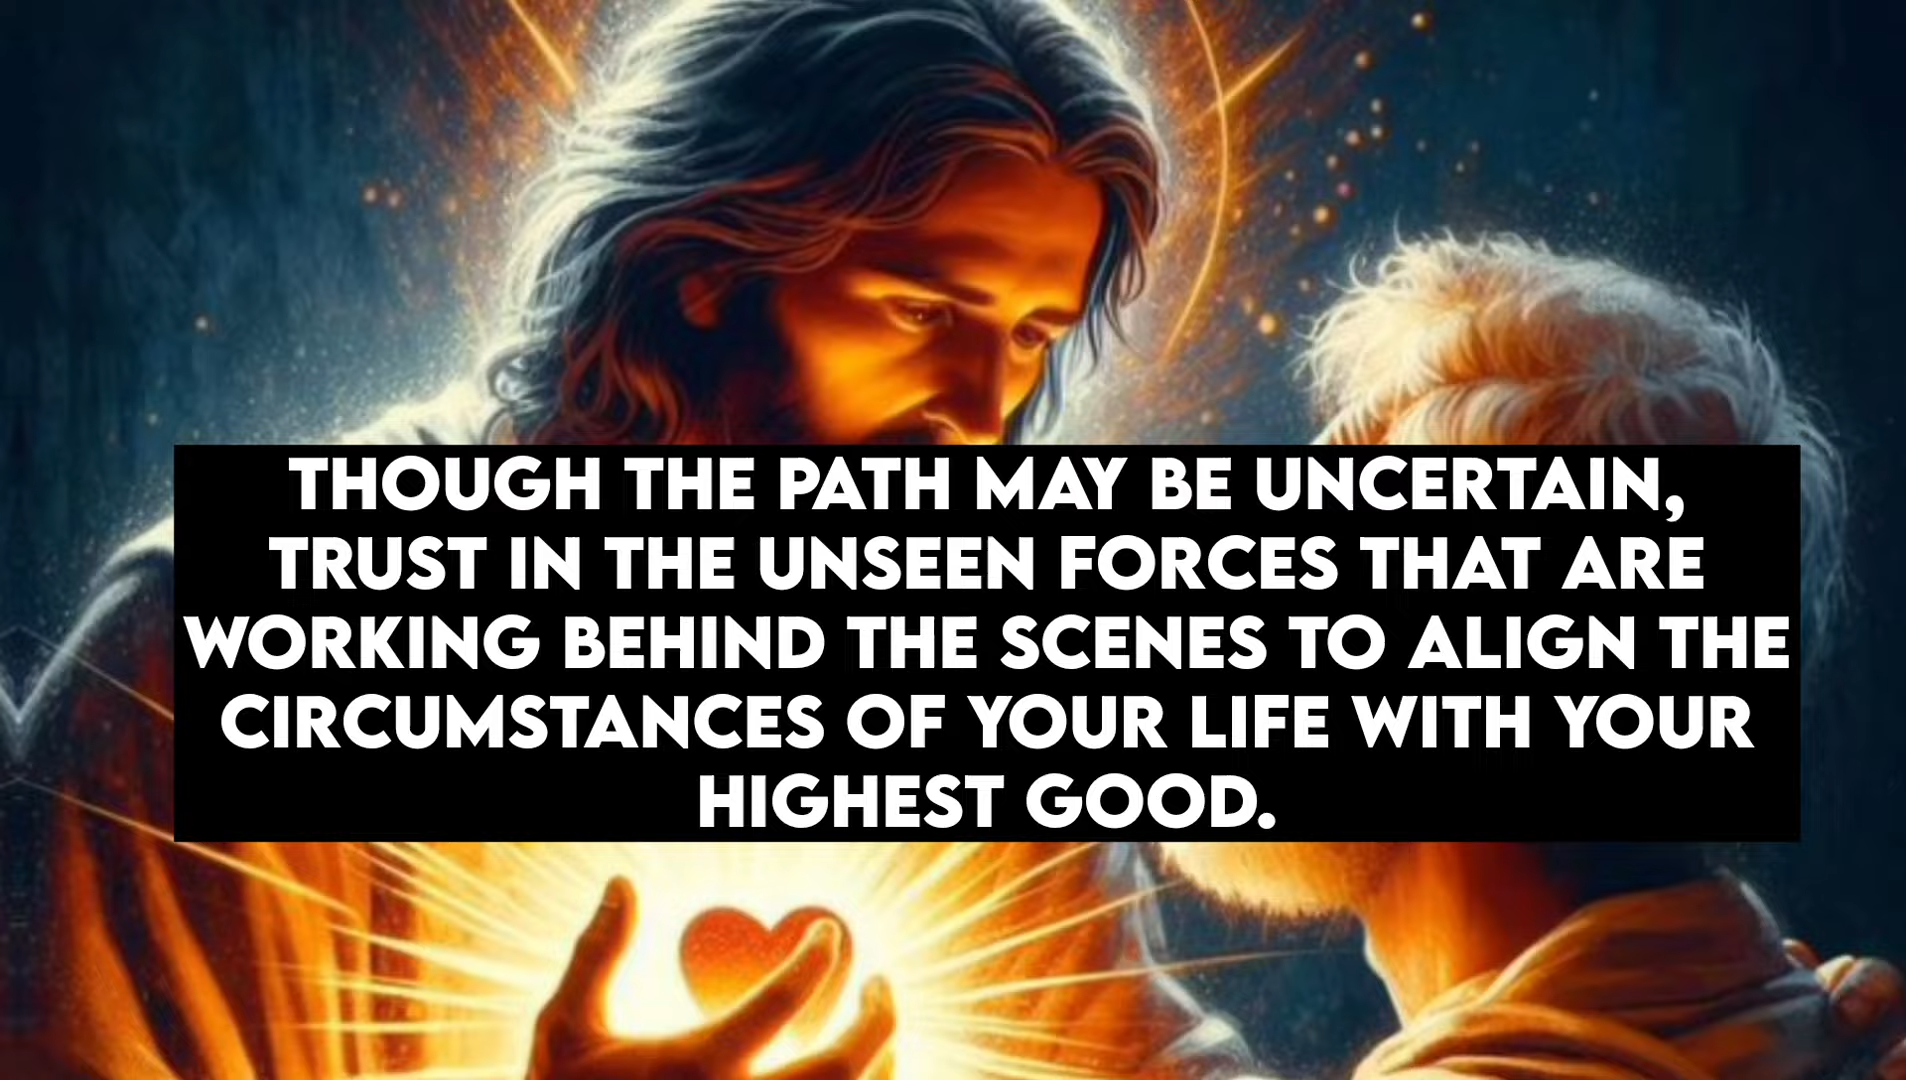 THOUGH THE PATH MAY BE UNCERTAIN,
TRUST IN THE UNSEEN FORCES THAT ARE
WORKING BEHIND THE SCENES TO ALIGN THE
CIRCUMSTANCES OF YOUR LIFE WITH YOUR
HIGHEST GOOD.